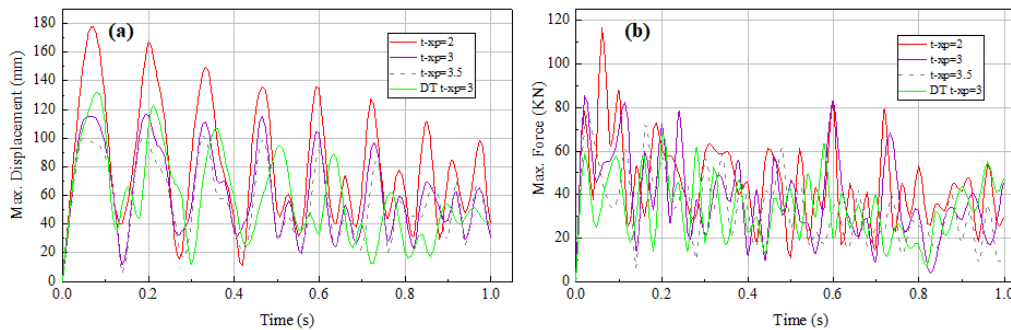 (a)
Max. Displacement (mm)
180
160
140
120
100
80
60
40
20
0
t-xp=2
t-xp=3
t-xp=3.5
DT t-xp=3
0.0 0.2 0.4 0.6 0.8 1.0
Time (s)
(b)
Max. Force (KN)
120
100
80
60
40
20
0
t-xp=2
t-xp=3
t-xp=3.5
DT t-xp=3
0.0 0.2 0.4 0.6 0.8 1.0
Time (s)